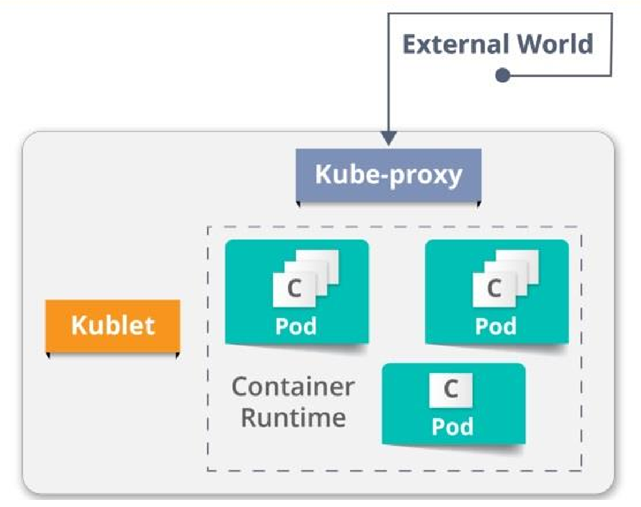 External World
Kube-proxy
C
Pod
C
Pod
Kublet
Container
Runtime
C
Pod